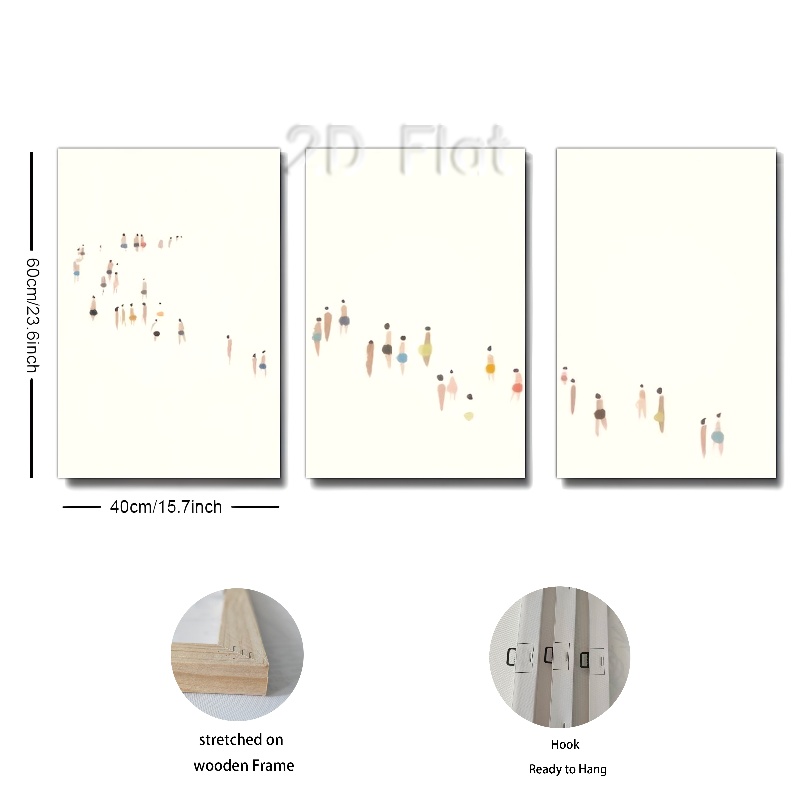 2D Flat
60cm/23.6inch
40cm/15.7inch
stretched on
wooden Frame
Hook
Ready to Hang